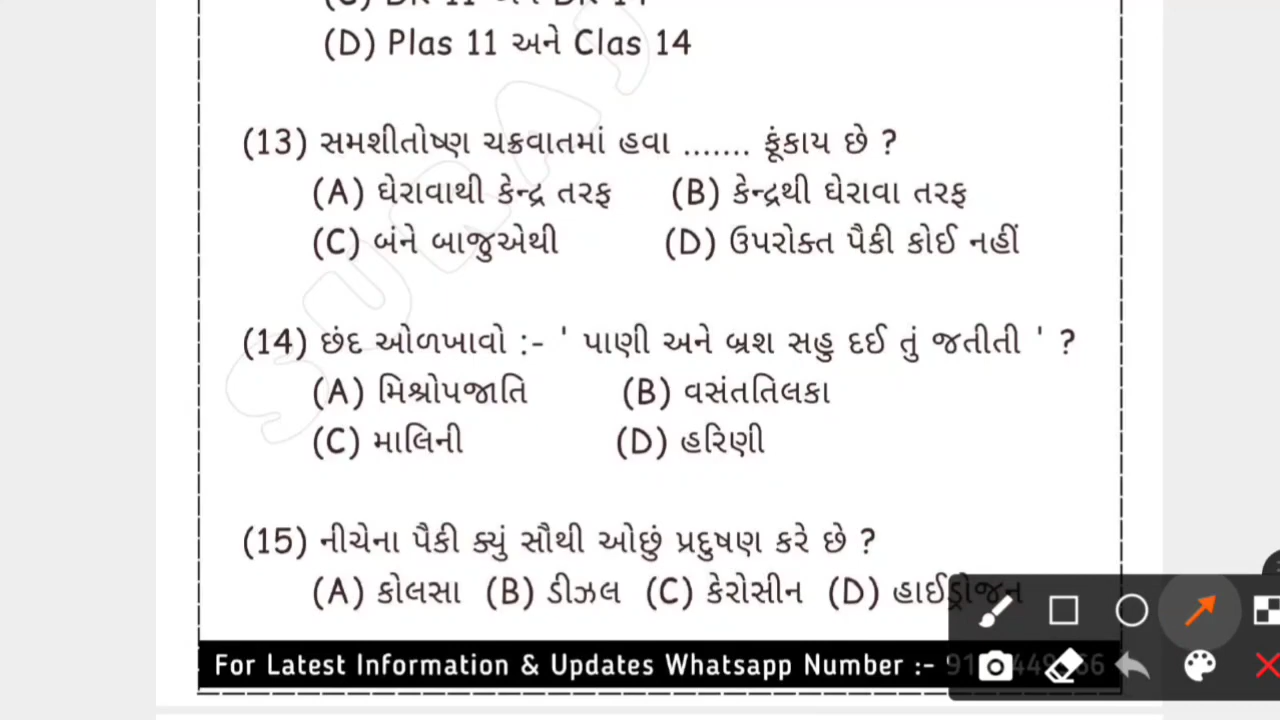 (D) Plas 11 અને Clas 14
(13) સમશીતોષ્ણ ચક્રવાતમાં હવા ....... ફૂંકાય છે ?
(A) ઘેરાવાથી કેન્દ્ર તરફ (B) કેન્દ્રથી ઘેરાવા તરફ
(C) બંને બાજુએથી (D) ઉપરોક્ત પૈકી કોઈ નહીં
(14) છંદ ઓળખાવો :- ' પાણી અને બ્રશ સહુ દઈ તું જતીતી ' ?
(A) મિશ્રોપજાતિ (B) વસંતતિલકા
(C) માલિની (D) હરિણી
(15) નીચેના પૈકી ક્યું સૌથી ઓછું પ્રદુષણ કરે છે ?
(A) કોલસા (B) ડીઝલ (C) કેરોસીન (D) હાઈડ્રોજન
For Latest Information & Updates Whatsapp Number :-